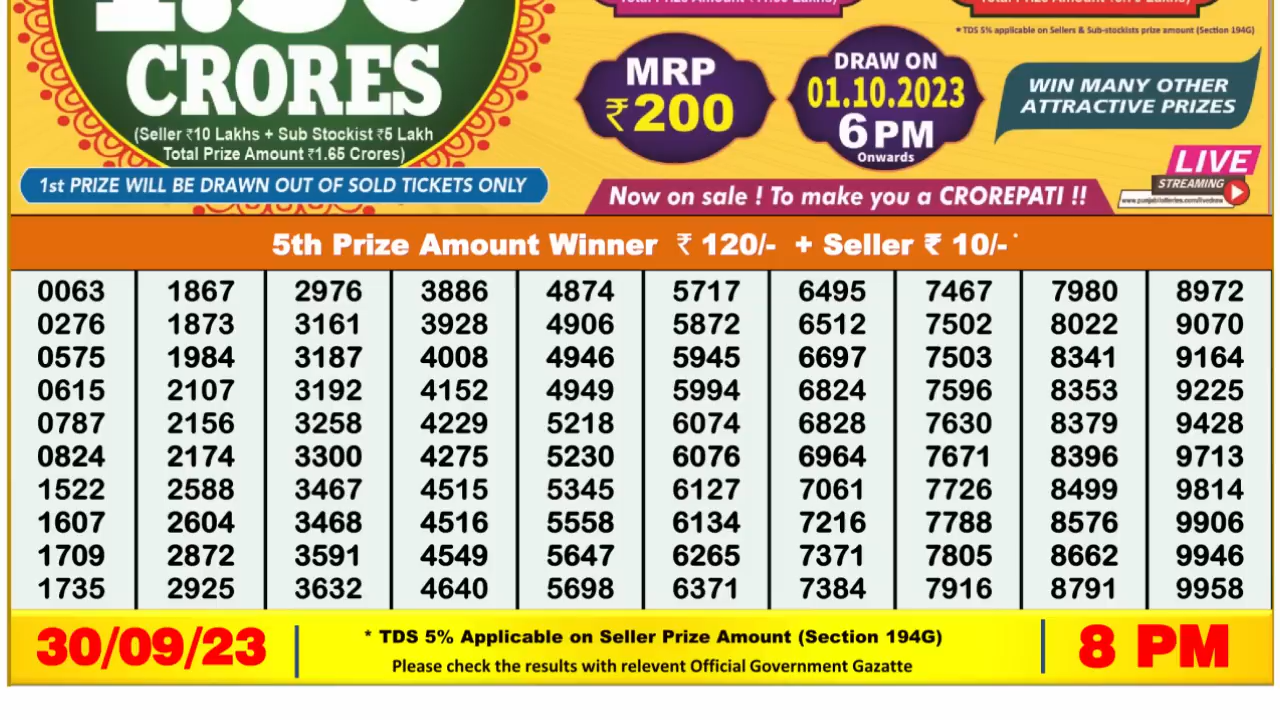 CRORES
(Seller ₹10 Lakhs + Sub Stockist ₹5 Lakh
Total Prize Amount ₹1.65 Crores)
1st PRIZE WILL BE DRAWN OUT OF SOLD TICKETS ONLY
* TDS 5% applicable on Sellers & Sub-stockists prize amount (Section 194G)
MRP
₹200
DRAW ON
01.10.2023
6 PM
Onwards
WIN MANY OTHER
ATTRACTIVE PRIZES
LIVE
STREAMING
www.punjablotteries.com/livedraw
Now on sale ! To make you a CROREPATI !!
5th Prize Amount Winner ₹ 120/- + Seller ₹ 10/- *
0063 1867 2976 3886 4874 5717 6495 7467 7980 8972
0276 1873 3161 3928 4906 5872 6512 7502 8022 9070
0575 1984 3187 4008 4946 5945 6697 7503 8341 9164
0615 2107 3192 4152 4949 5994 6824 7596 8353 9225
0787 2156 3258 4229 5218 6074 6828 7630 8379 9428
0824 2174 3300 4275 5230 6076 6964 7671 8396 9713
1522 2588 3467 4515 5345 6127 7061 7726 8499 9814
1607 2604 3468 4516 5558 6134 7216 7788 8576 9906
1709 2872 3591 4549 5647 6265 7371 7805 8662 9946
1735 2925 3632 4640 5698 6371 7384 7916 8791 9958
30/09/23
* TDS 5% Applicable on Seller Prize Amount (Section 194G)
Please check the results with relevent Official Government Gazatte
8 PM